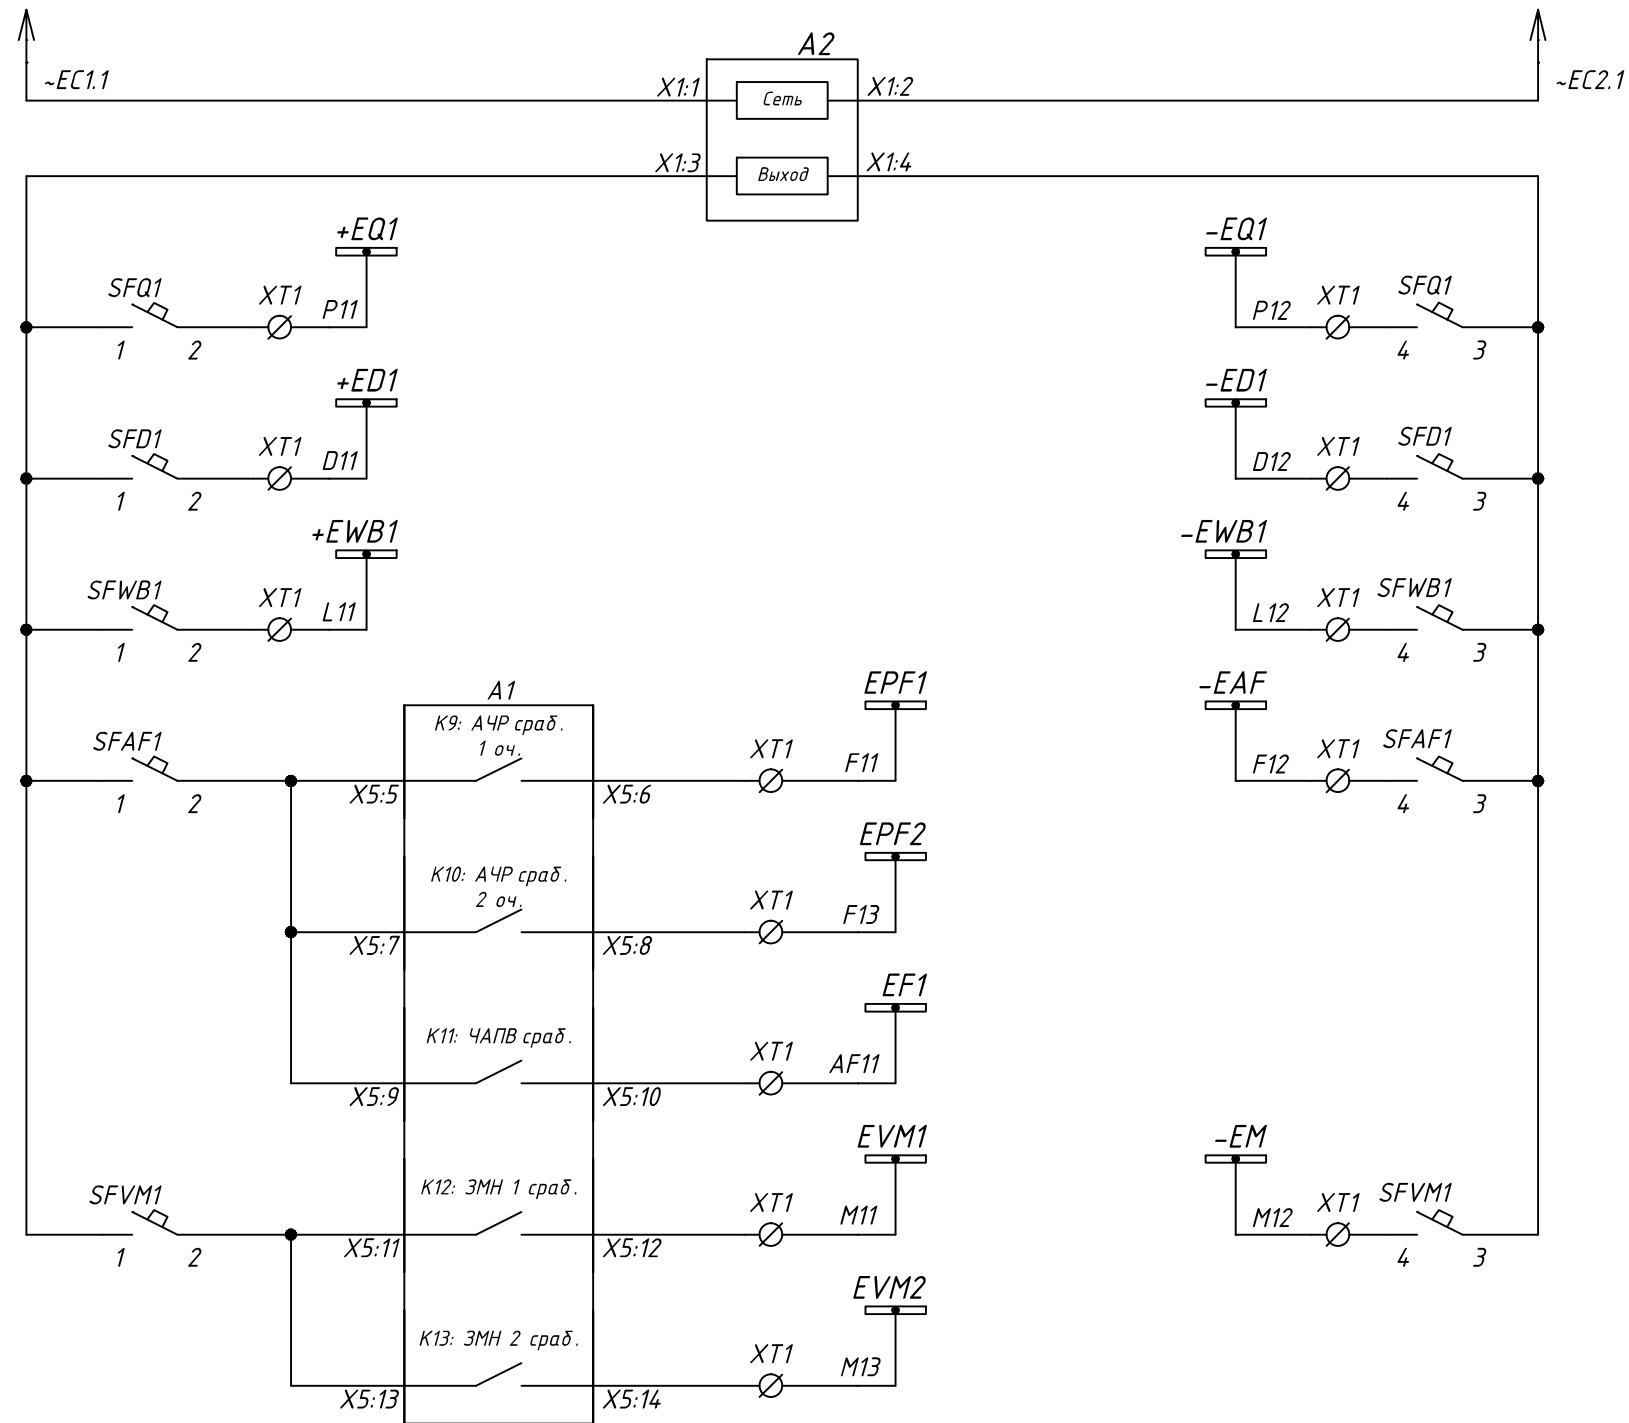 A2
~EC1.1
X1:1
Сеть
X1:2
~EC2.1
X1:3
Выход
X1:4
+EQ1
-EQ1
SFQ1
XT1
P11
P12
XT1
SFQ1
1
2
4
3
+ED1
-ED1
SFD1
XT1
D11
D12
XT1
SFD1
1
2
4
3
+EWB1
-EWB1
SFWB1
XT1
L11
L12
XT1
SFWB1
1
2
4
3
A1
EPF1
-EAF
К9: АЧР сраб.
1 оч.
SFAF1
XT1
F11
F12
XT1
SFAF1
1
2
X5:5
X5:6
4
3
EPF2
К10: АЧР сраб.
2 оч.
XT1
F13
X5:7
X5:8
EF1
К11: ЧАПВ сраб.
XT1
AF11
X5:9
X5:10
EVM1
-EM
К12: ЗМН 1 сраб.
SFVM1
XT1
M11
M12
XT1
SFVM1
1
2
X5:11
X5:12
4
3
EVM2
К13: ЗМН 2 сраб.
XT1
M13
X5:13
X5:14